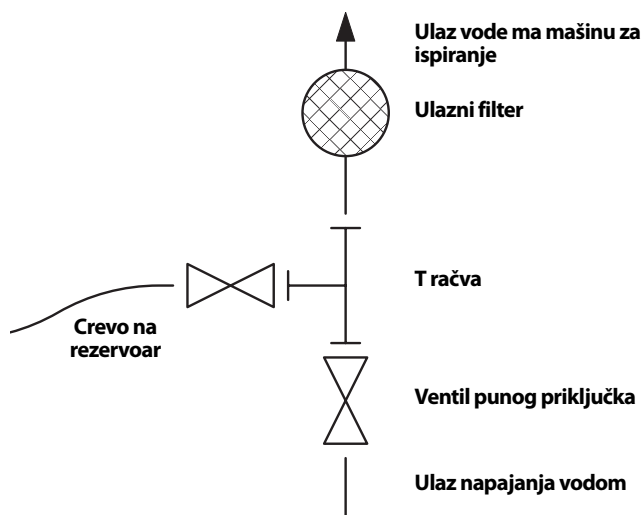 Ulaz vode ma mašinu za
ispiranje
Ulazni filter
T račva
Crevo na
rezervoar
Ventil punog priključka
Ulaz napajanja vodom